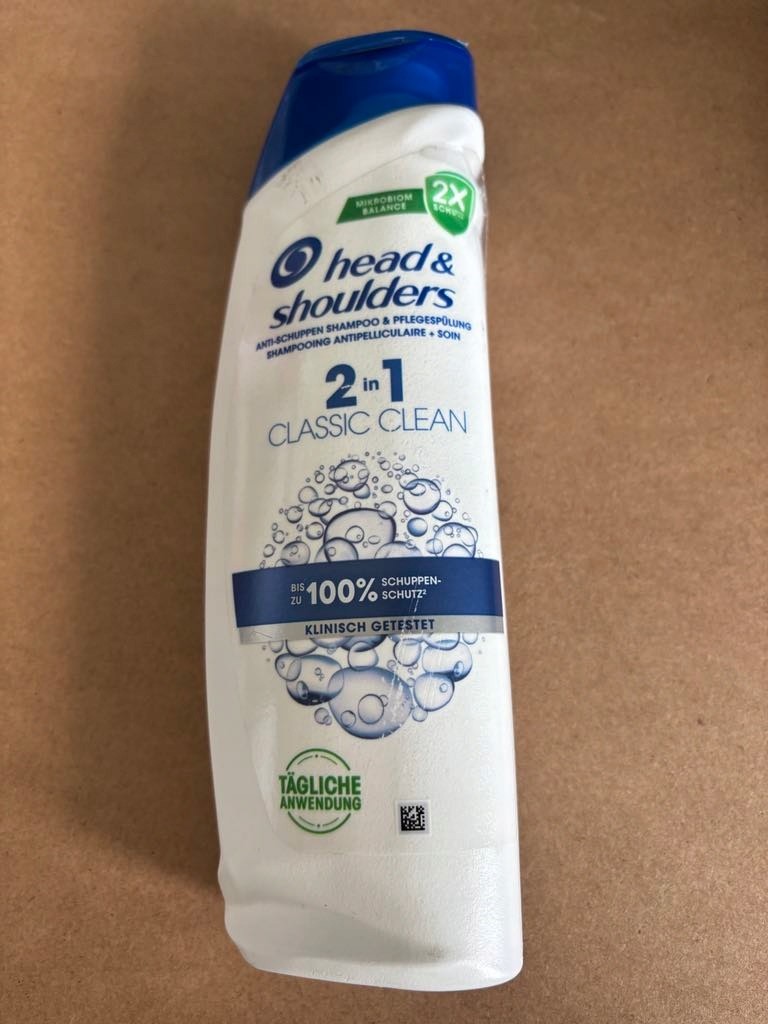 MIKROBIOM
BALANCE
2X
SCHUTZ
head &
shoulders
ANTI-SCHUPPEN SHAMPOO & PFLEGESPÜLUNG
SHAMPOOING ANTIPELLICULAIRE + SOIN
2 in 1
CLASSIC CLEAN
BIS ZU 100% SCHUPPEN-
SCHUTZ²
KLINISCH GETESTET
TÄGLICHE
ANWENDUNG